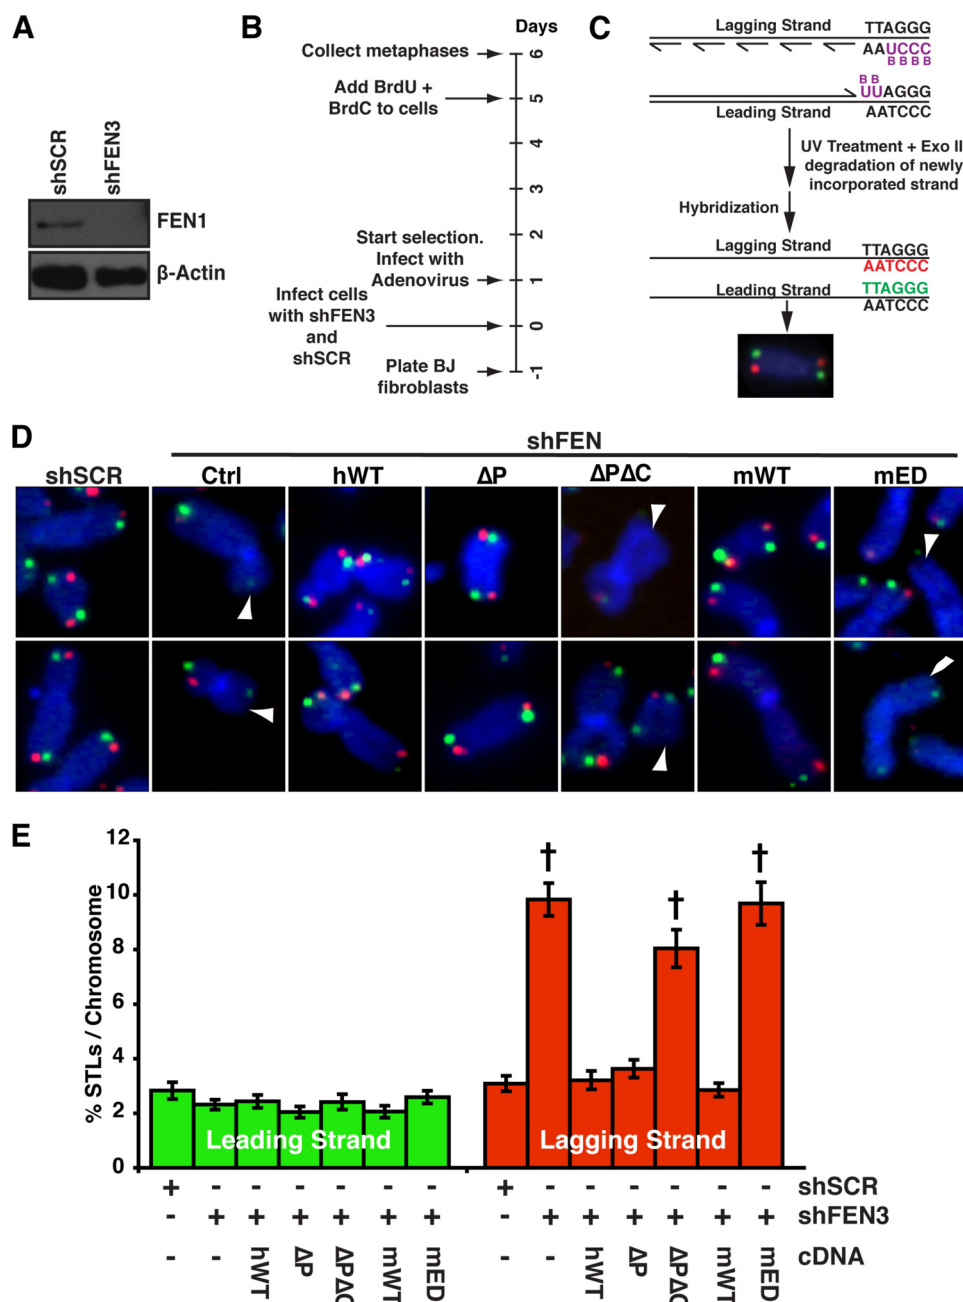 A
shSCR
shFEN3
FEN1
β-Actin
B
Days
Collect metaphases
6
Add BrdU +
BrdC to cells
5
4
3
2
Start selection.
Infect with
Adenovirus
1
Infect cells
with shFEN3
and
shSCR
0
Plate BJ
fibroblasts
-1
C
Lagging Strand
TTAGGG
AAUCCC
B B B B
B B
UUAGGG
Leading Strand
AATCCC
UV Treatment + Exo II
degradation of newly
incorporated strand
Hybridization
Lagging Strand
TTAGGG
AATCCC
TTAGGG
Leading Strand
AATCCC
D
shFEN
shSCR
Ctrl
hWT
ΔP
ΔPΔC
mWT
mED
E
% STLs / Chromosome
12
10
8
6
4
2
0
Leading Strand
Lagging Strand
† † †
+ - - - - - - + - - - - - - shSCR
- + + + + + + - + + + + + + shFEN3
- - hWT ΔP ΔPΔC mWT mED - - hWT ΔP ΔPΔC mWT mED cDNA